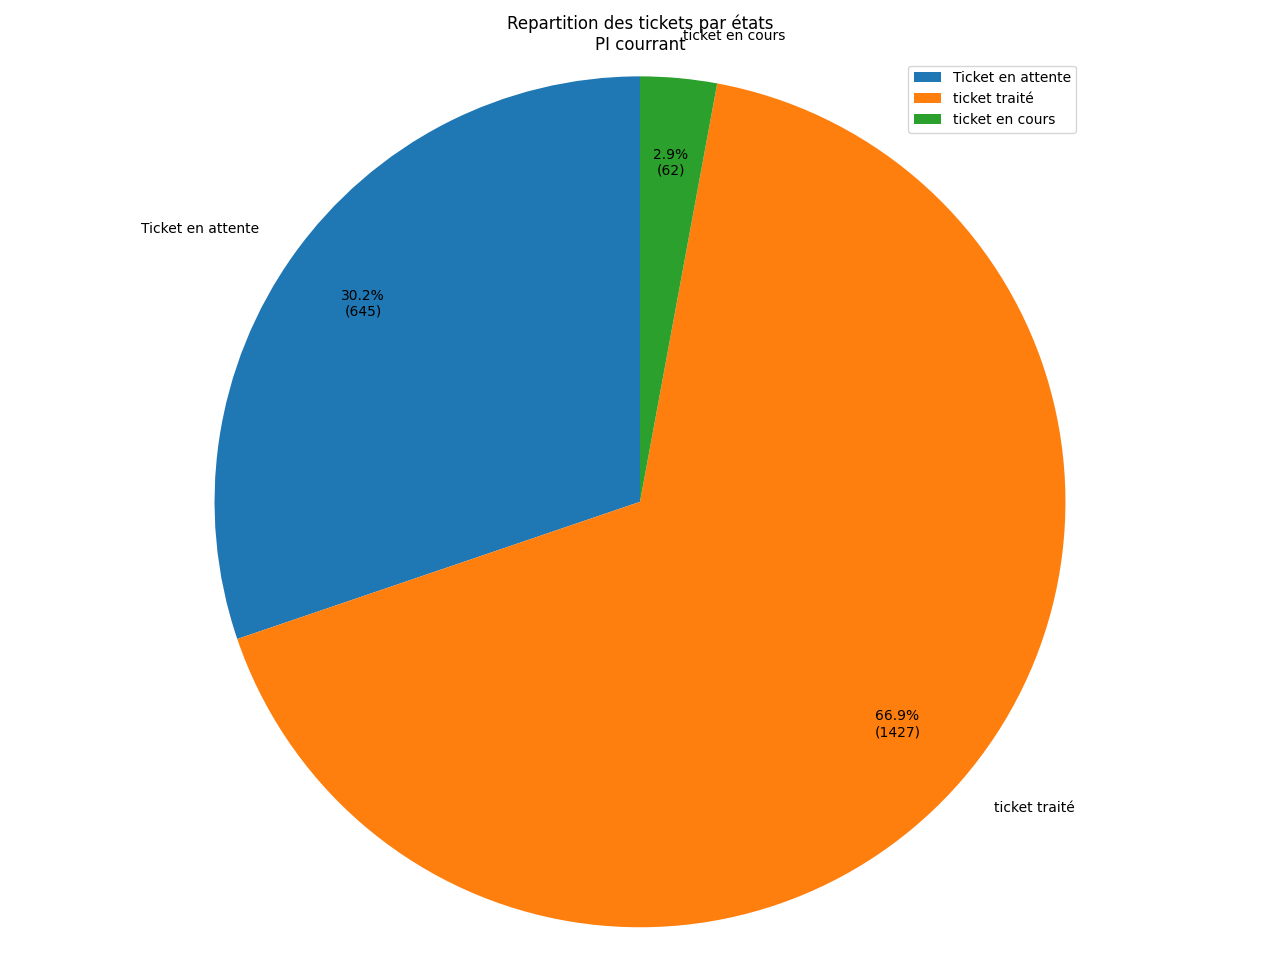 Repartition des tickets par états
PI courrant
ticket en cours
Ticket en attente
ticket traité
ticket en cours
2.9%
(62)
Ticket en attente
30.2%
(645)
66.9%
(1427)
ticket traité